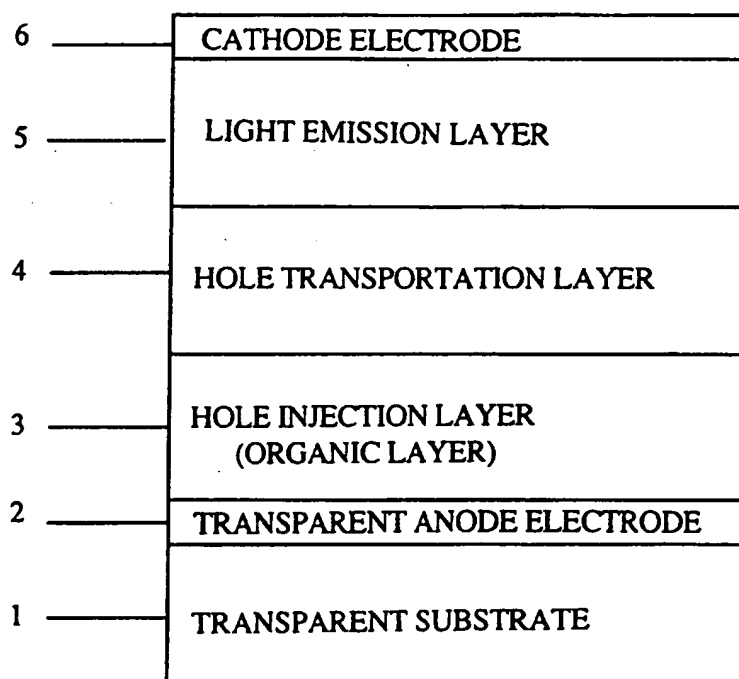 6 CATHODE ELECTRODE
5 LIGHT EMISSION LAYER
4 HOLE TRANSPORTATION LAYER
3 HOLE INJECTION LAYER
(ORGANIC LAYER)
2 TRANSPARENT ANODE ELECTRODE
1 TRANSPARENT SUBSTRATE